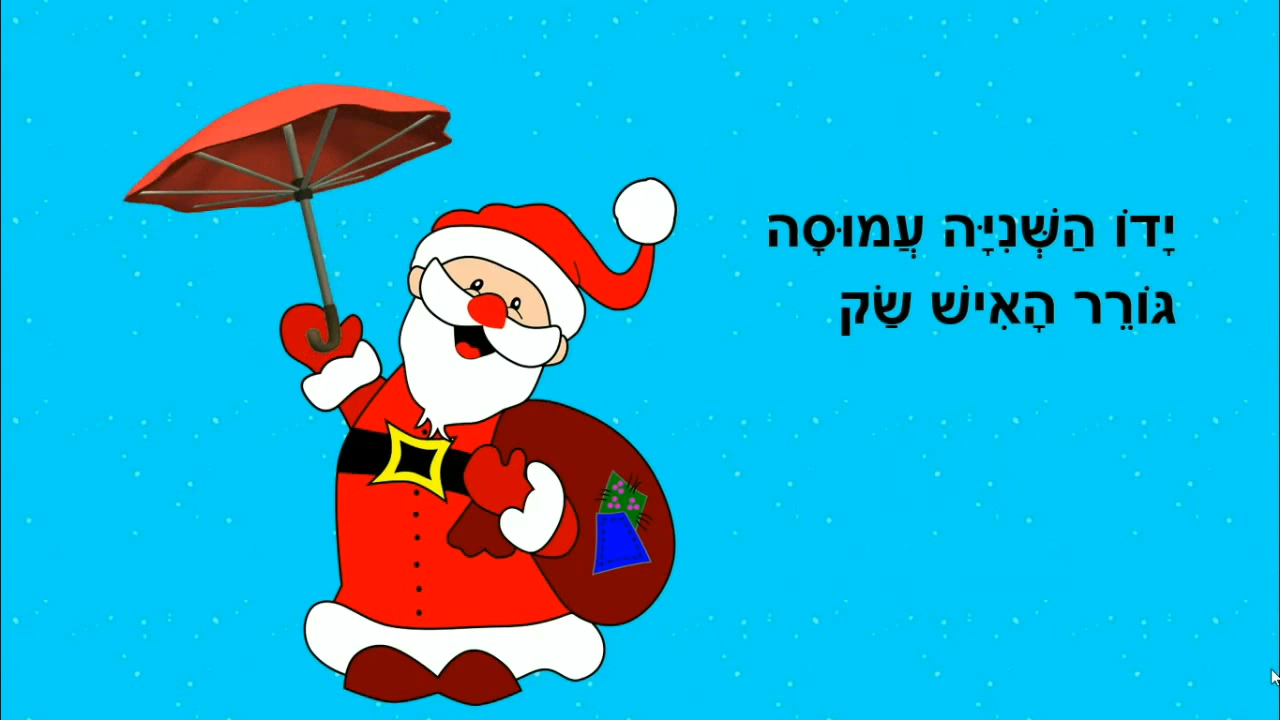 יָדוֹ הַשְּׁנִיָּה עֲמוּסָה
גּוֹרֵר הָאִישׁ שַׂק